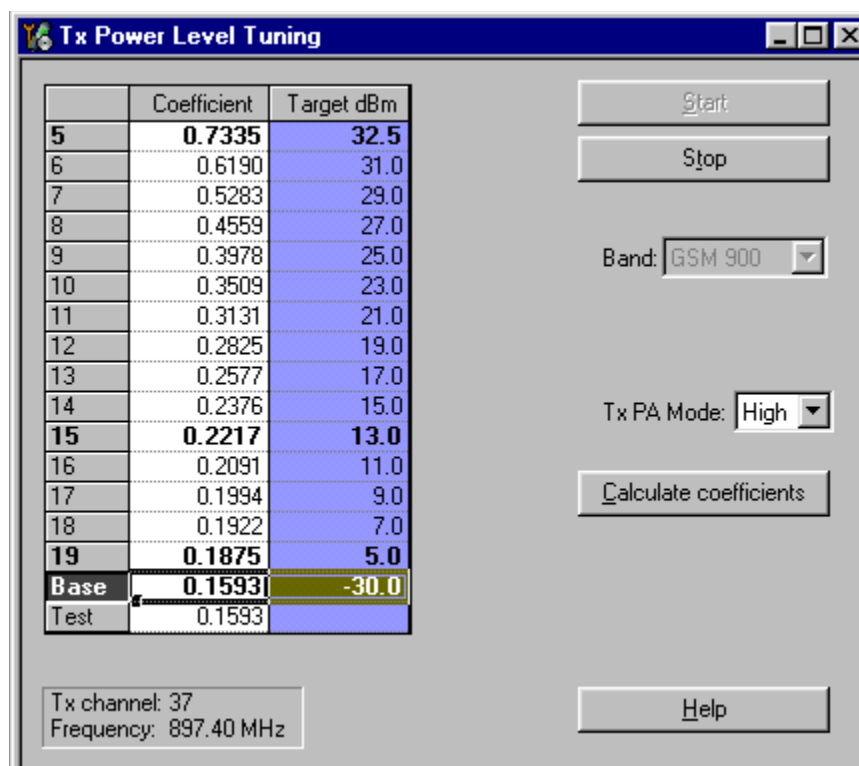 Tx Power Level Tuning
Coefficient Target dBm
5 0.7335 32.5
6 0.6190 31.0
7 0.5283 29.0
8 0.4559 27.0
9 0.3978 25.0
10 0.3509 23.0
11 0.3131 21.0
12 0.2825 19.0
13 0.2577 17.0
14 0.2376 15.0
15 0.2217 13.0
16 0.2091 11.0
17 0.1994 9.0
18 0.1922 7.0
19 0.1875 5.0
Base 0.1593 -30.0
Test 0.1593
Tx channel: 37
Frequency: 897.40 MHz
Start
Stop
Band: GSM 900
Tx PA Mode: High
Calculate coefficients
Help